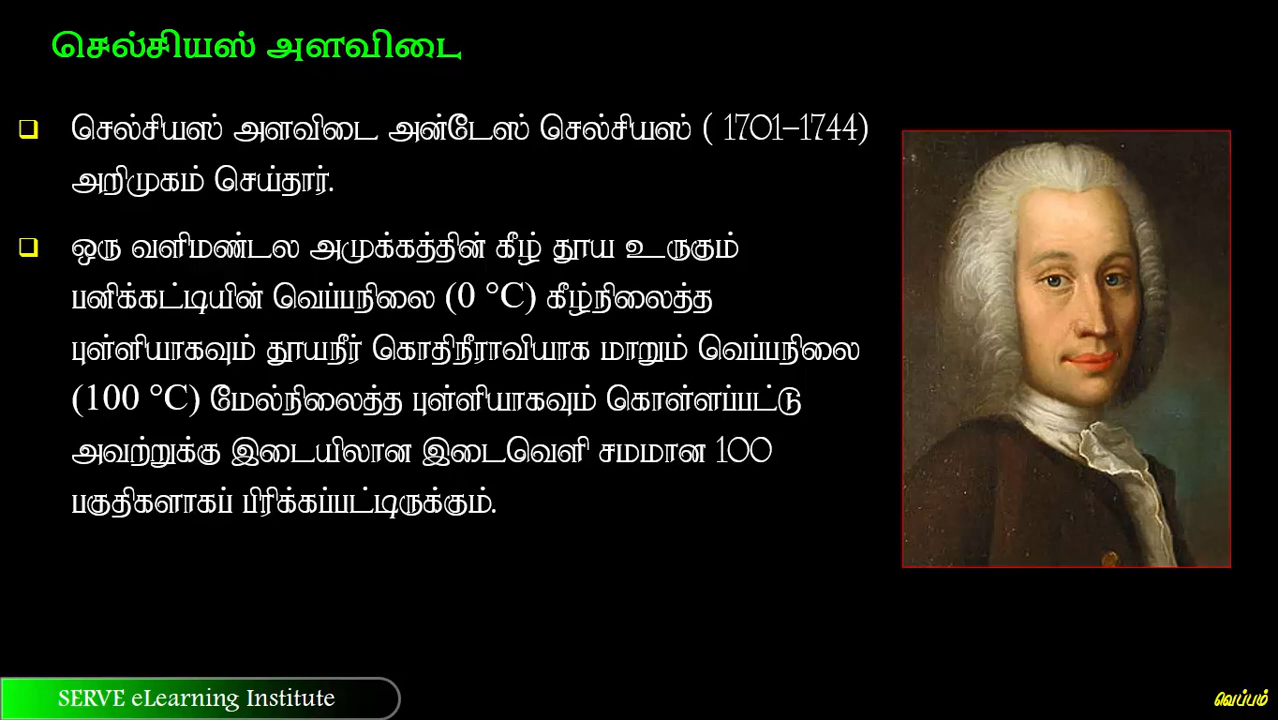 செல்சியஸ் அளவிடை
செல்சியஸ் அளவிடை அன்டேஸ் செல்சியஸ் ( 1701-1744)
அறிமுகம் செய்தார்.
ஒரு வளிமண்டல அமுக்கத்தின் கீழ் தூய உருகும்
பனிக்கட்டியின் வெப்பநிலை (0 °C) கீழ்நிலைத்த
புள்ளியாகவும் தூயநீர் கொதிநீராவியாக மாறும் வெப்பநிலை
(100 °C) மேல்நிலைத்த புள்ளியாகவும் கொள்ளப்பட்டு
அவற்றுக்கு இடையிலான இடைவெளி சமமான 100
பகுதிகளாகப் பிரிக்கப்பட்டிருக்கும்.
SERVE eLearning Institute
வெப்பம்